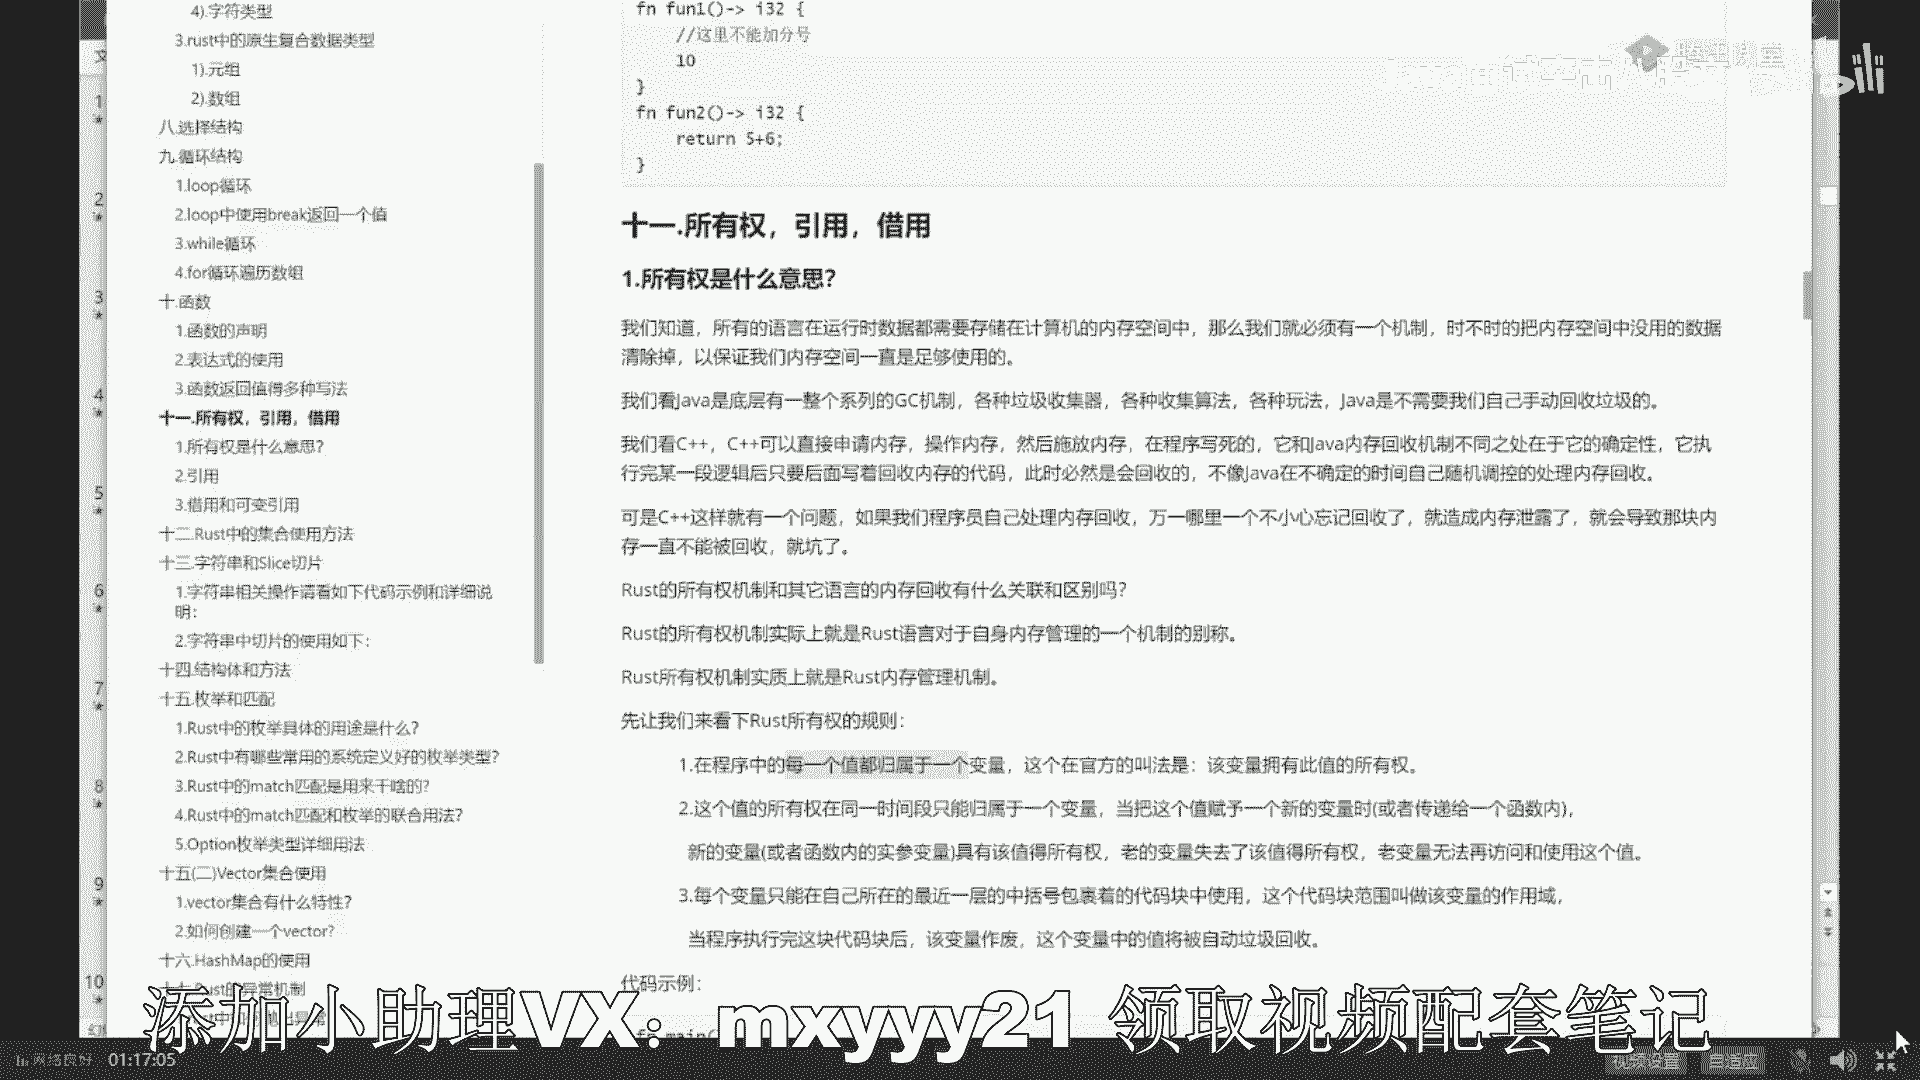 4).字符类型
3.rust中的原生复合数据类型
1).元组
2).数组
八.选择结构
九.循环结构
1.loop循环
2.loop中使用break返回一个值
3.while循环
4.for循环遍历数组
十.函数
1.函数的声明
2.表达式的使用
3.函数返回值得多种写法
十一.所有权，引用，借用
1.所有权是什么意思？
2.引用
3.借用和可变引用
十二.Rust中的集合使用方法
十三.字符串和Slice切片
1.字符串相关操作请看如下代码示例和详细说
明：
2.字符串中切片的使用如下：
十四.结构体和方法
十五.枚举和匹配
1.Rust中的枚举具体的用途是什么？
2.Rust中有哪些常用的系统定义好的枚举类型？
3.Rust中的match匹配是用来干啥的？
4.Rust中的match匹配和枚举的联合用法？
5.Option枚举类型详细用法
十五(二)Vector集合使用
1.vector集合有什么特性？
2.如何创建一个vector？
十六.HashMap的使用
fn fun1()-> i32 {
//这里不能加分号
10
}
fn fun2()-> i32 {
return 5+6;
}
十一.所有权，引用，借用
1.所有权是什么意思？
我们知道，所有的语言在运行时数据都需要存储在计算机的内存空间中，那么我们就必须有一个机制，时不时的把内存空间中没用的数据
清除掉，以保证我们内存空间一直是足够使用的。
我们看Java是底层有一整个系列的GC机制，各种垃圾收集器，各种收集算法，各种玩法，Java是不需要我们自己手动回收垃圾的。
我们看C++，C++可以直接申请内存，操作内存，然后施放内存，在程序写死的，它和Java内存回收机制不同之处在于它的确定性，它执
行完某一段逻辑后只要后面写着回收内存的代码，此时必然是会回收的，不像Java在不确定的时间自己随机调控的处理内存回收。
可是C++这样就有一个问题，如果我们程序员自己处理内存回收，万一哪里一个不小心忘记回收了，就造成内存泄露了，就会导致那块内
存一直不能被回收，就坑了。
Rust的所有权机制和其它语言的内存回收有什么关联和区别吗？
Rust的所有权机制实际上就是Rust语言对于自身内存管理的一个机制的别称。
Rust所有权机制实质上就是Rust内存管理机制。
先让我们来看下Rust所有权的规则：
1.在程序中的每一个值都归属于一个变量，这个在官方的叫法是：该变量拥有此值的所有权。
2.这个值的所有权在同一时间段只能归属于一个变量，当把这个值赋予一个新的变量时(或者传递给一个函数内)，
新的变量(或者函数内的实参变量)具有该值得所有权，老的变量失去了该值得所有权，老变量无法再访问和使用这个值。
3.每个变量只能在自己所在的最近一层的中括号包裹着的代码块中使用，这个代码块范围叫做该变量的作用域，
当程序执行完这块代码块后，该变量作废，这个变量中的值将被自动垃圾回收。
代码示例：
1
2
3
4
5
6
7
8
9
10
添加小助理VX：mxyyy21 领取视频配套笔记
网络良好 01:17:05
视频设置 自适应